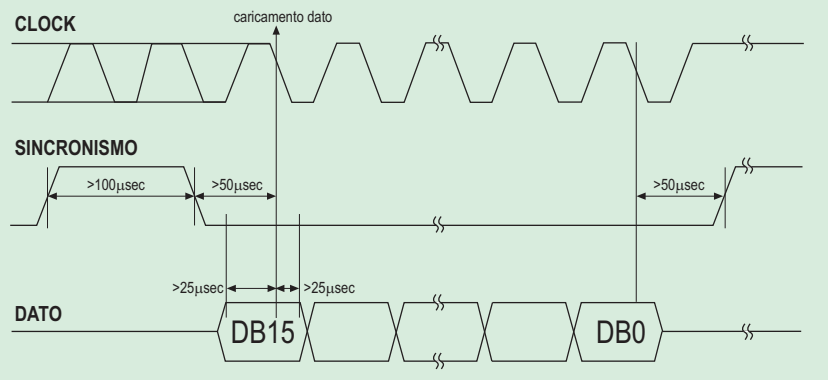 caricamento dato
CLOCK
SINCRONISMO
>100μsec
>50μsec
>50μsec
>25μsec
>25μsec
DATO
DB15
DB0